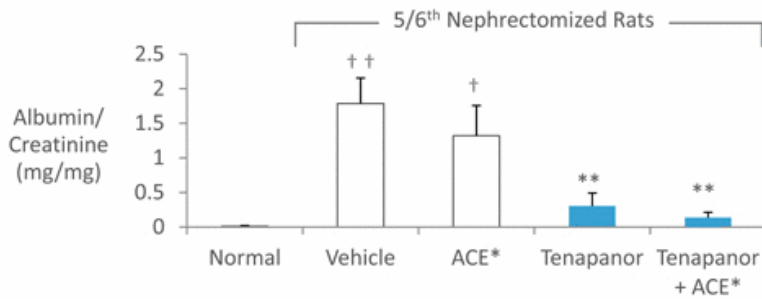 5/6th Nephrectomized Rats
† †
†
**
**
Albumin/
Creatinine
(mg/mg)
2.5
2
1.5
1
0.5
0
Normal
Vehicle
ACE*
Tenapanor
Tenapanor
+ ACE*